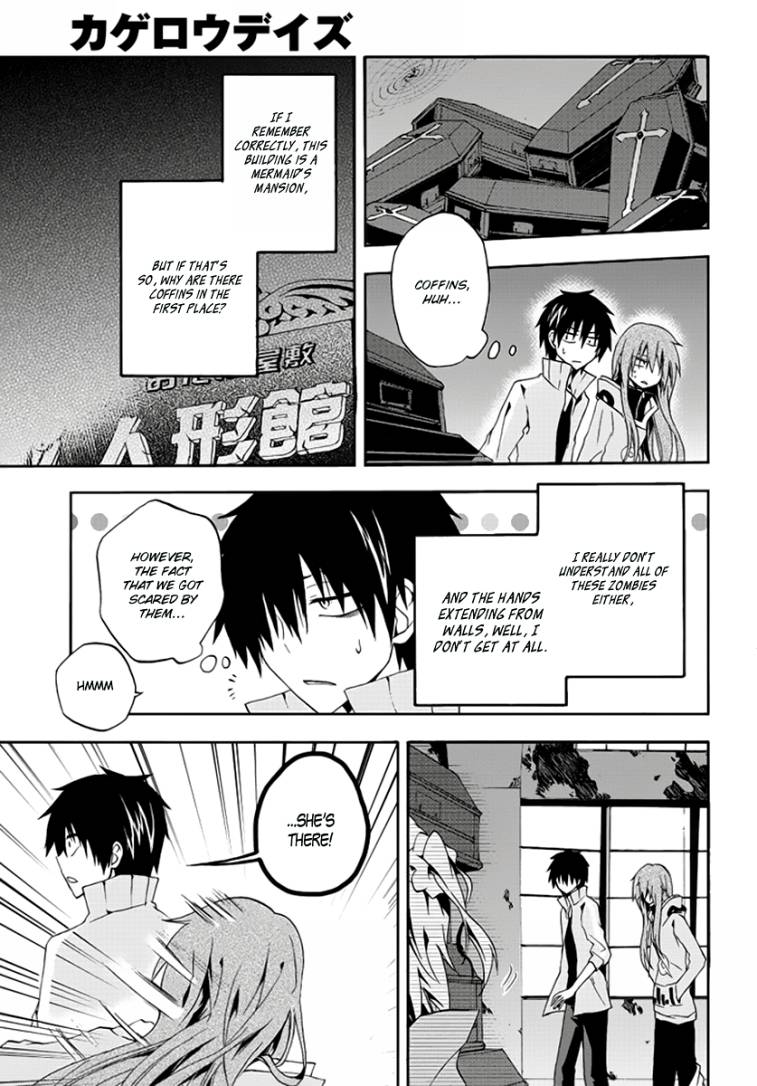 カゲロウデイズ
COFFINS,
HUH...
IF I
REMEMBER
CORRECTLY, THIS
BUILDING IS A
MERMAID'S
MANSION,
BUT IF THAT'S
SO, WHY ARE THERE
COFFINS IN THE
FIRST PLACE?
屋敷
人形館
I REALLY DON'T
UNDERSTAND ALL OF
THESE ZOMBIES
EITHER,
AND THE HANDS
EXTENDING FROM
WALLS, WELL, I
DON'T GET AT ALL.
HOWEVER,
THE FACT
THAT WE GOT
SCARED BY
THEM...
HMMM
...SHE'S
THERE!